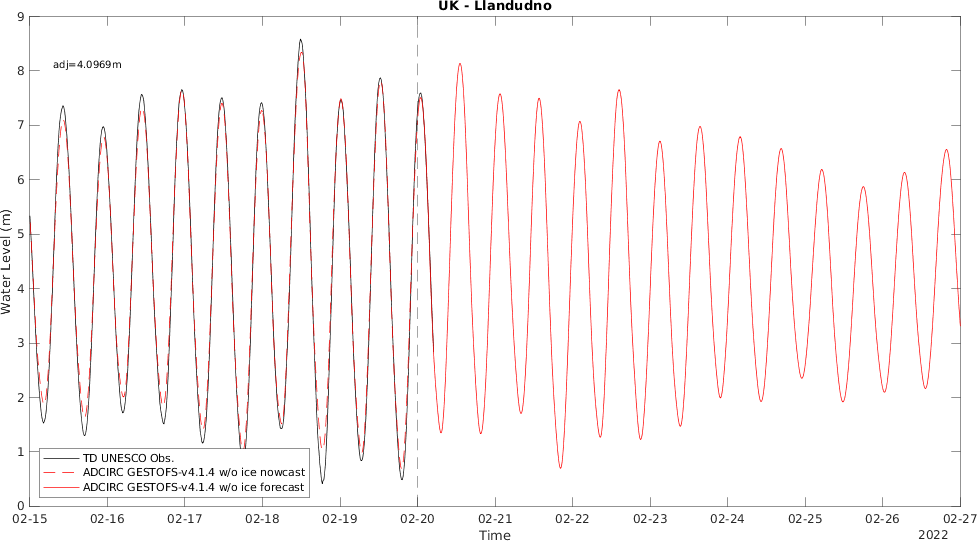 UK - Llandudno
9
8
adj=4.0969m
7
6
5
4
3
2
1
0
Water Level (m)
TD UNESCO Obs.
ADCIRC GESTOFS-v4.1.4 w/o ice nowcast
ADCIRC GESTOFS-v4.1.4 w/o ice forecast
02-15 02-16 02-17 02-18 02-19 02-20 02-21 02-22 02-23 02-24 02-25 02-26 02-27
Time
2022